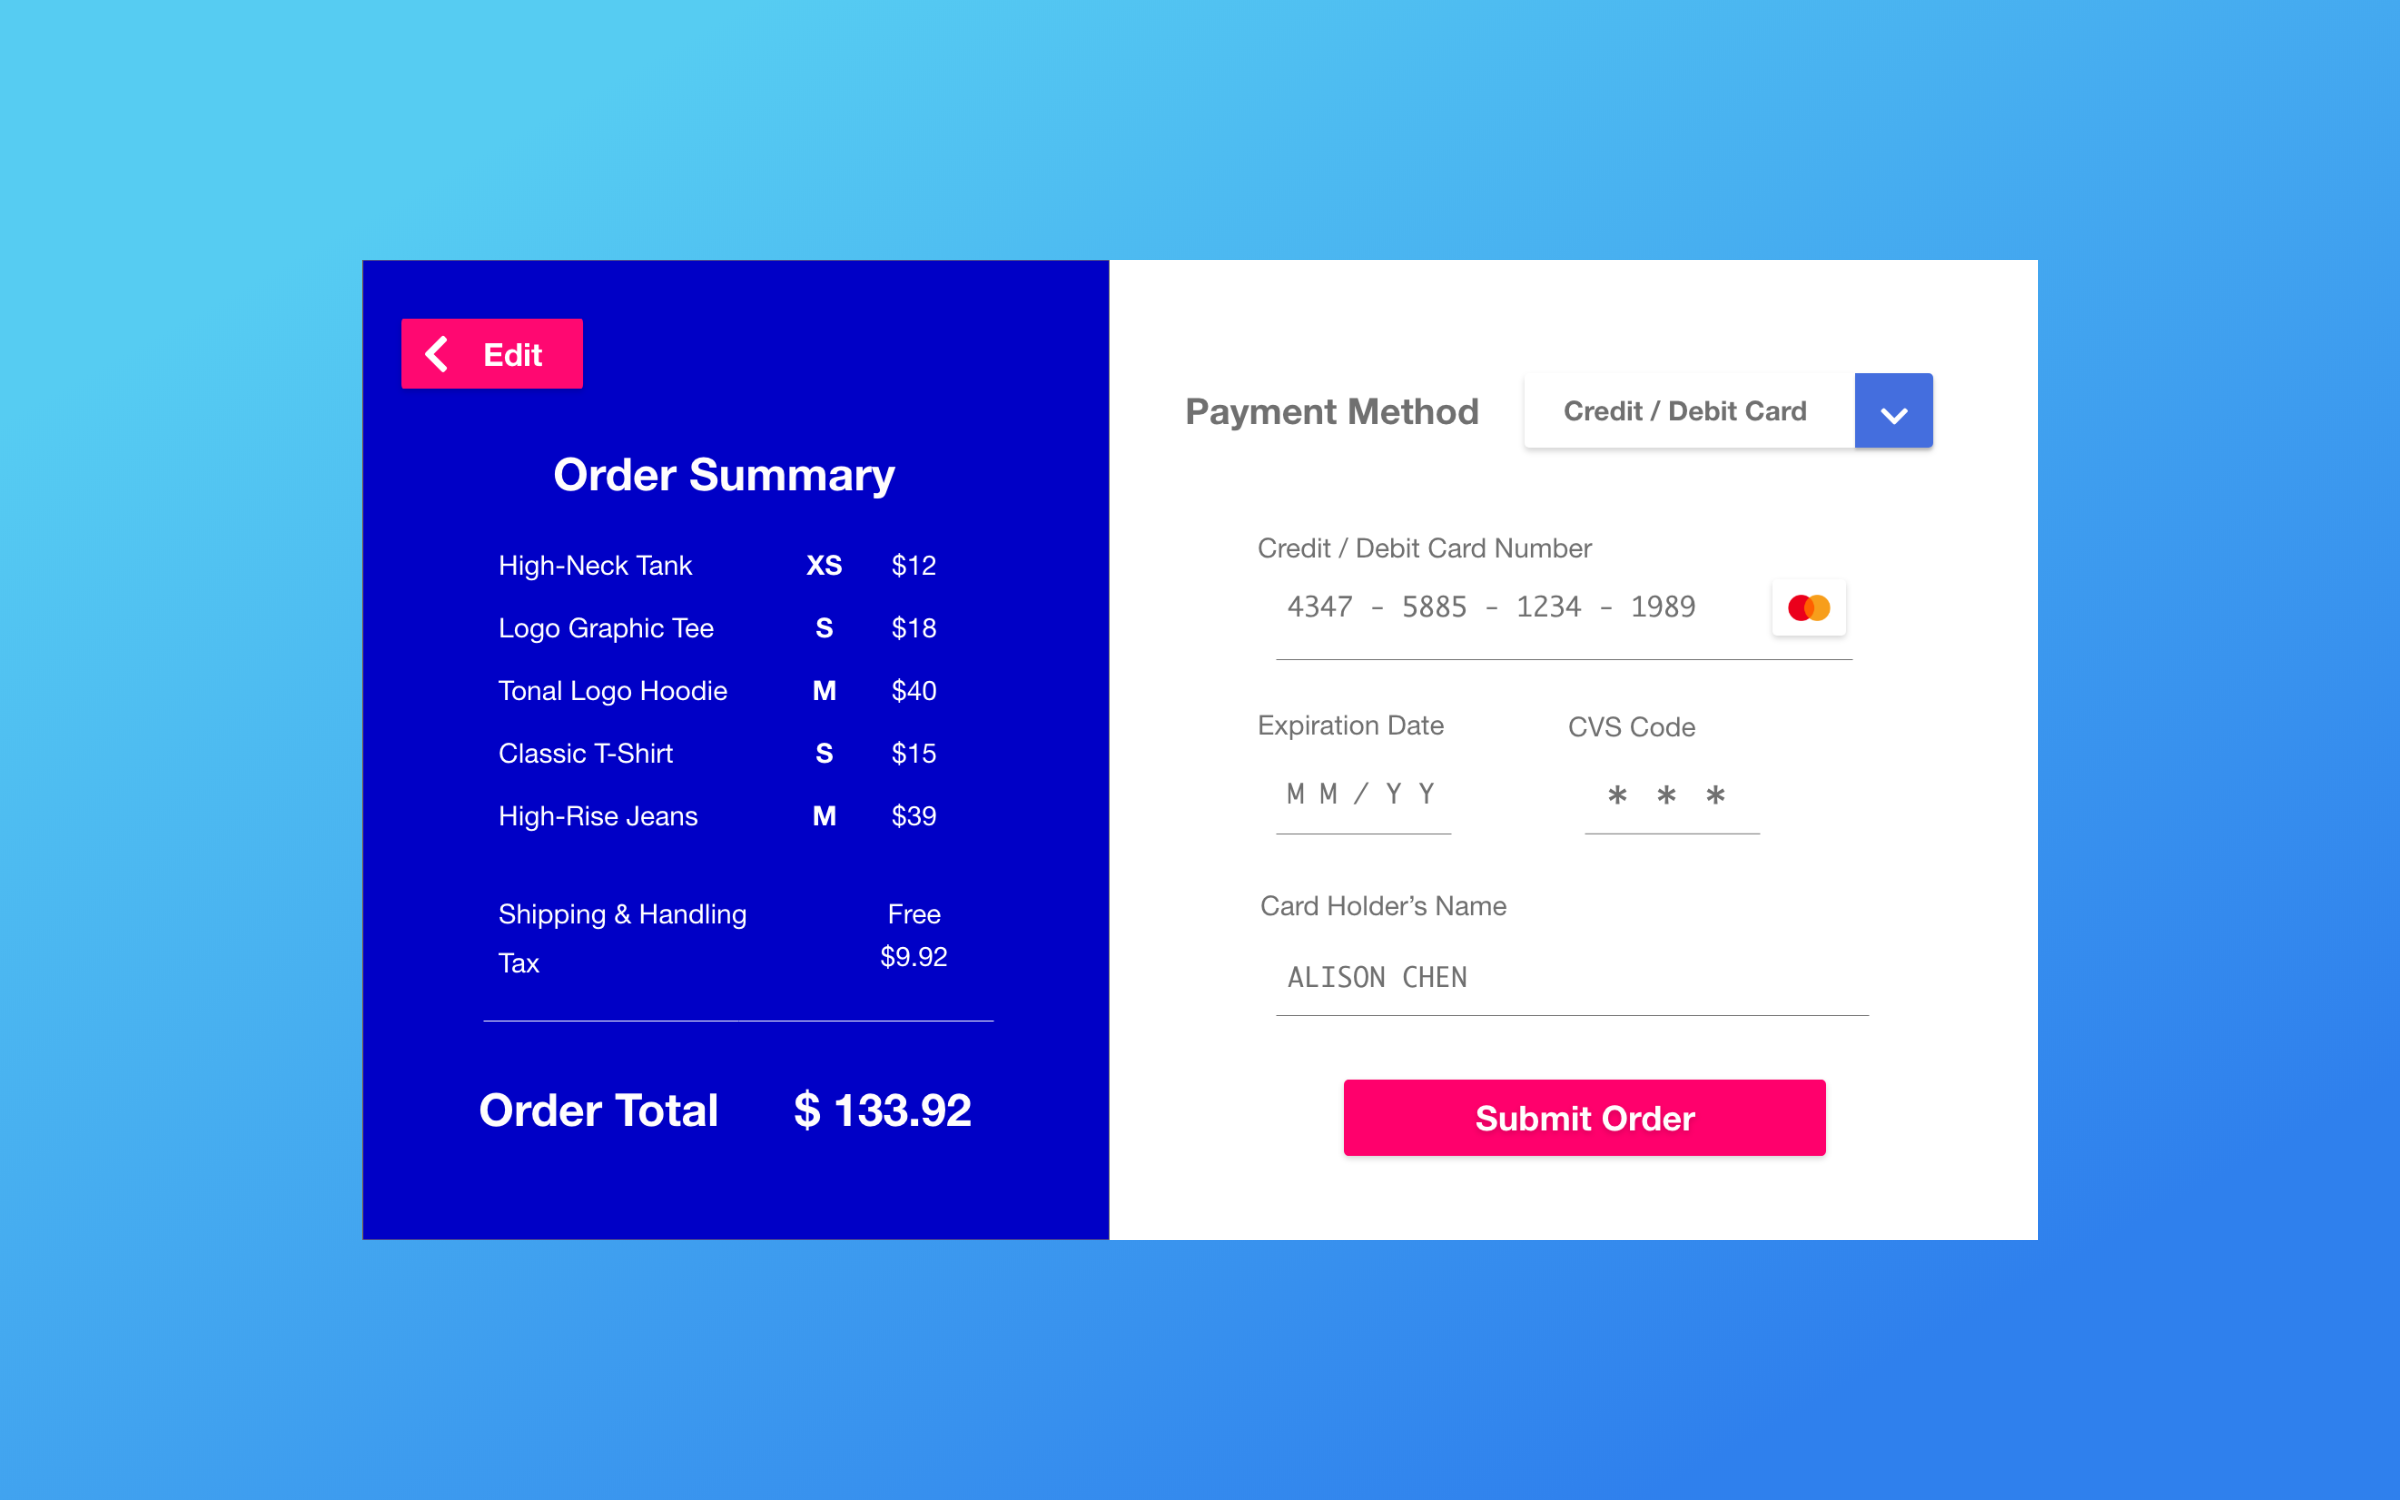 Edit
Order Summary
High-Neck Tank XS $12
Logo Graphic Tee S $18
Tonal Logo Hoodie M $40
Classic T-Shirt S $15
High-Rise Jeans M $39
Shipping & Handling Free
Tax $9.92
Order Total $ 133.92
Payment Method Credit / Debit Card
Credit / Debit Card Number
4347 - 5885 - 1234 - 1989
Expiration Date CVS Code
MM/YY * * *
Card Holder’s Name
ALISON CHEN
Submit Order